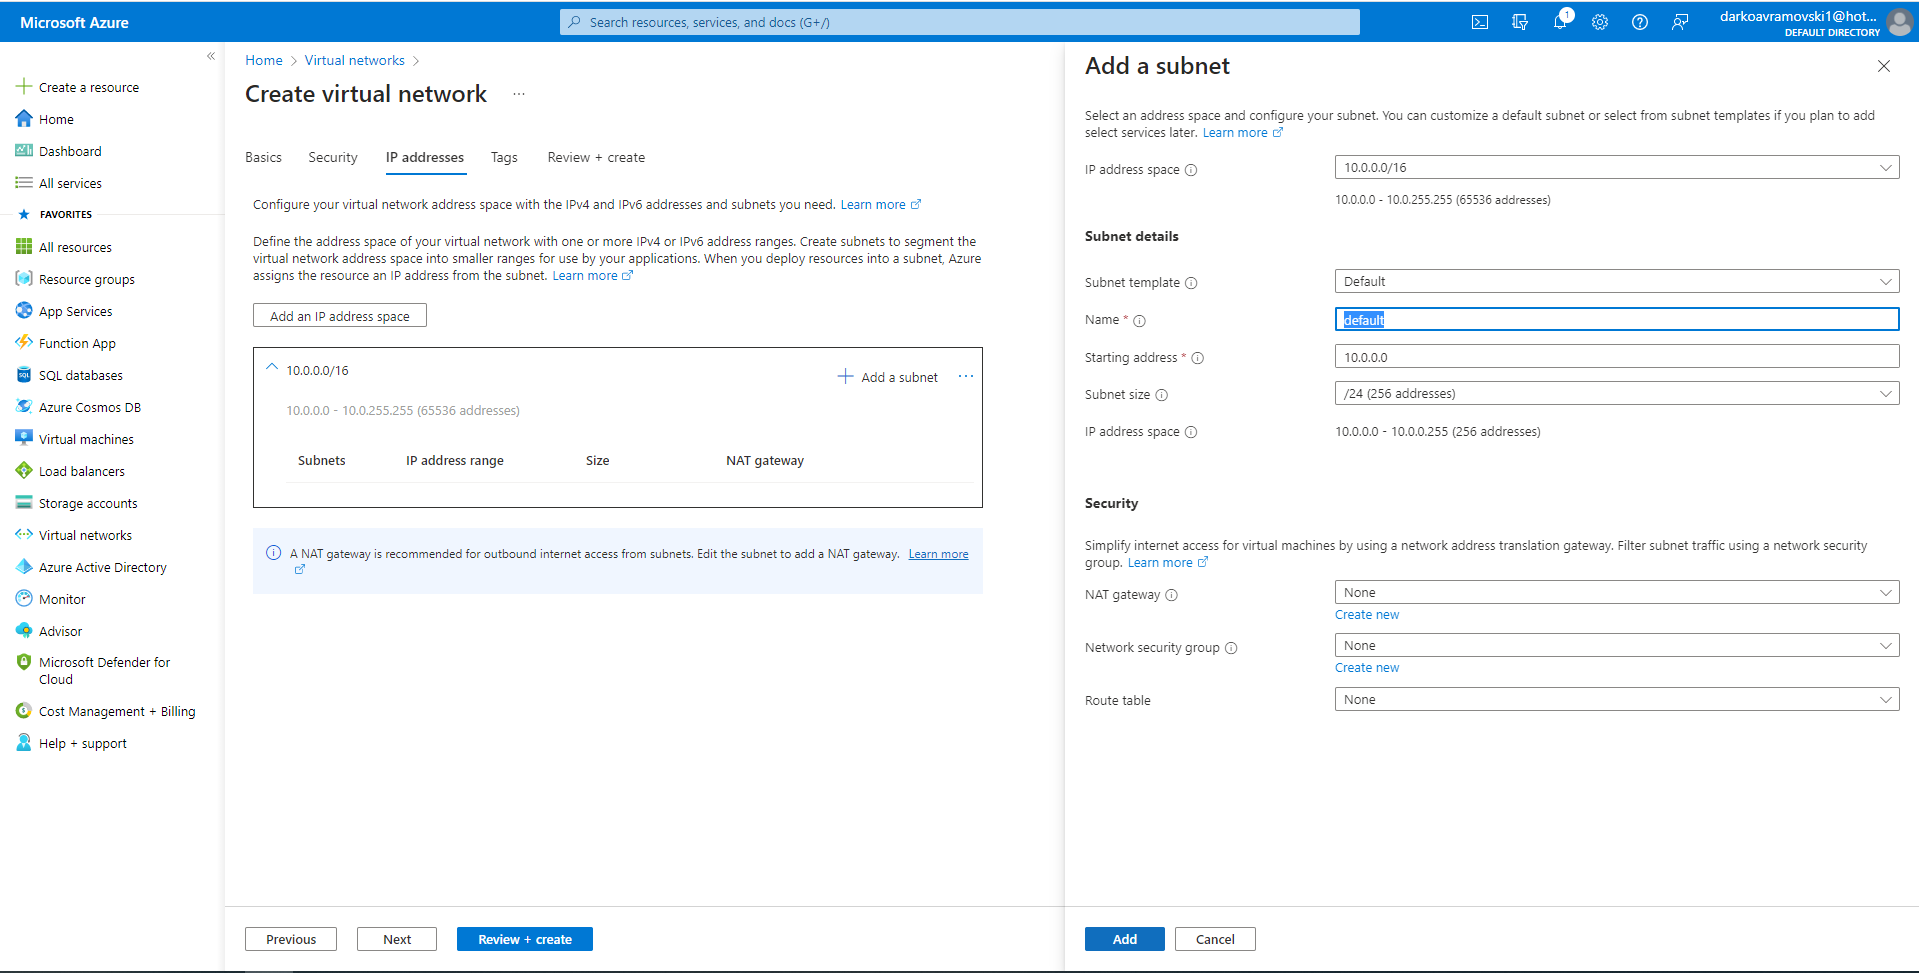 Microsoft Azure
Search resources, services, and docs (G+/)
1
darkoavramovski1@hot...
DEFAULT DIRECTORY
«
Create a resource
Home
Dashboard
All services
FAVORITES
All resources
Resource groups
App Services
Function App
SQL databases
Azure Cosmos DB
Virtual machines
Load balancers
Storage accounts
Virtual networks
Azure Active Directory
Monitor
Advisor
Microsoft Defender for
Cloud
Cost Management + Billing
Help + support
Home > Virtual networks >
Create virtual network ...
Basics Security IP addresses Tags Review + create
Configure your virtual network address space with the IPv4 and IPv6 addresses and subnets you need. Learn more
Define the address space of your virtual network with one or more IPv4 or IPv6 address ranges. Create subnets to segment the
virtual network address space into smaller ranges for use by your applications. When you deploy resources into a subnet, Azure
assigns the resource an IP address from the subnet. Learn more
Add an IP address space
10.0.0.0/16
+ Add a subnet ...
10.0.0.0 - 10.0.255.255 (65536 addresses)
Subnets IP address range Size NAT gateway
A NAT gateway is recommended for outbound internet access from subnets. Edit the subnet to add a NAT gateway. Learn more
Previous Next Review + create
Add a subnet
Select an address space and configure your subnet. You can customize a default subnet or select from subnet templates if you plan to add
select services later. Learn more
IP address space 10.0.0.0/16
10.0.0.0 - 10.0.255.255 (65536 addresses)
Subnet details
Subnet template Default
Name * default
Starting address * 10.0.0.0
Subnet size /24 (256 addresses)
IP address space 10.0.0.0 - 10.0.0.255 (256 addresses)
Security
Simplify internet access for virtual machines by using a network address translation gateway. Filter subnet traffic using a network security
group. Learn more
NAT gateway None
Create new
Network security group None
Create new
Route table None
Add Cancel